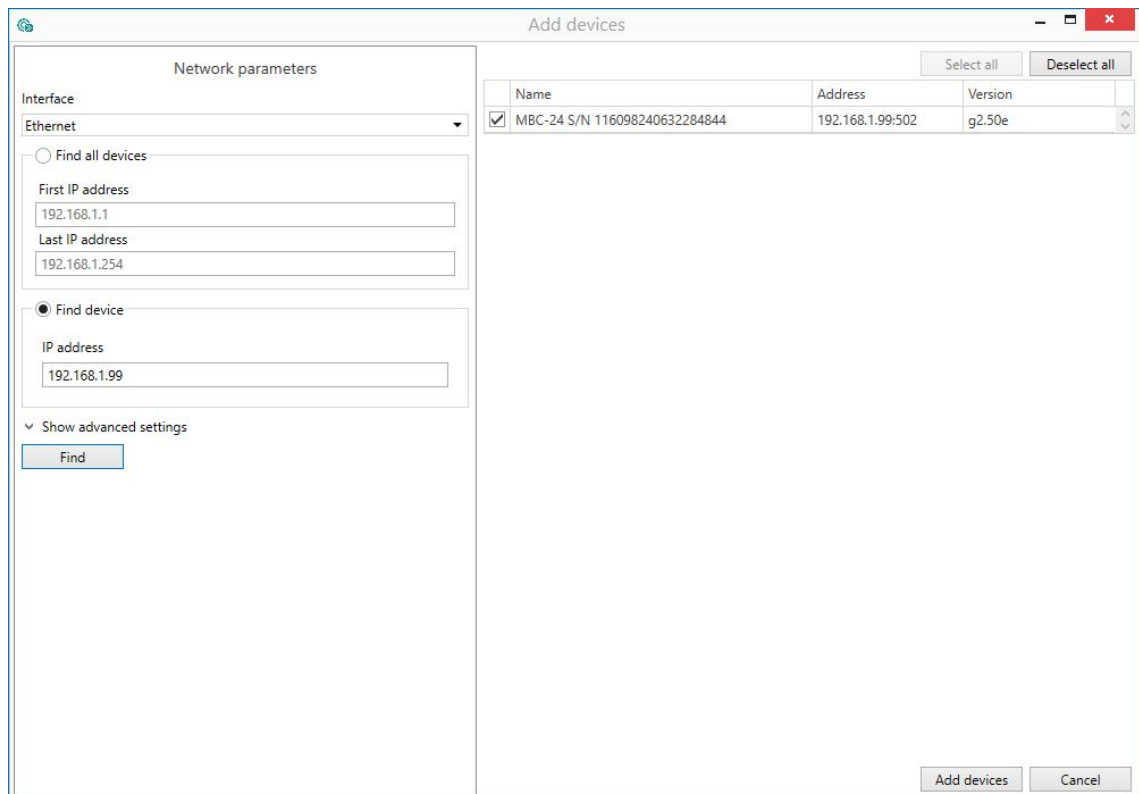 Add devices
Network parameters
Interface
Ethernet
Find all devices
First IP address
192.168.1.1
Last IP address
192.168.1.254
Find device
IP address
192.168.1.99
Show advanced settings
Find
Select all Deselect all
Name Address Version
MBC-24 S/N 116098240632284844 192.168.1.99:502 g2.50e
Add devices Cancel